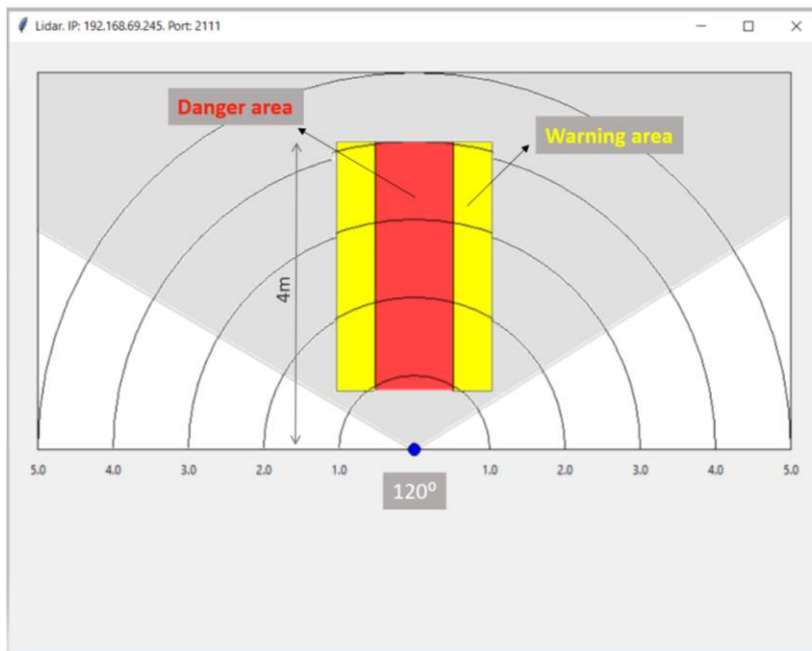 Lidar. IP: 192.168.69.245. Port: 2111
Danger area
Warning area
4m
5.0 4.0 3.0 2.0 1.0 1.0 2.0 3.0 4.0 5.0
120º